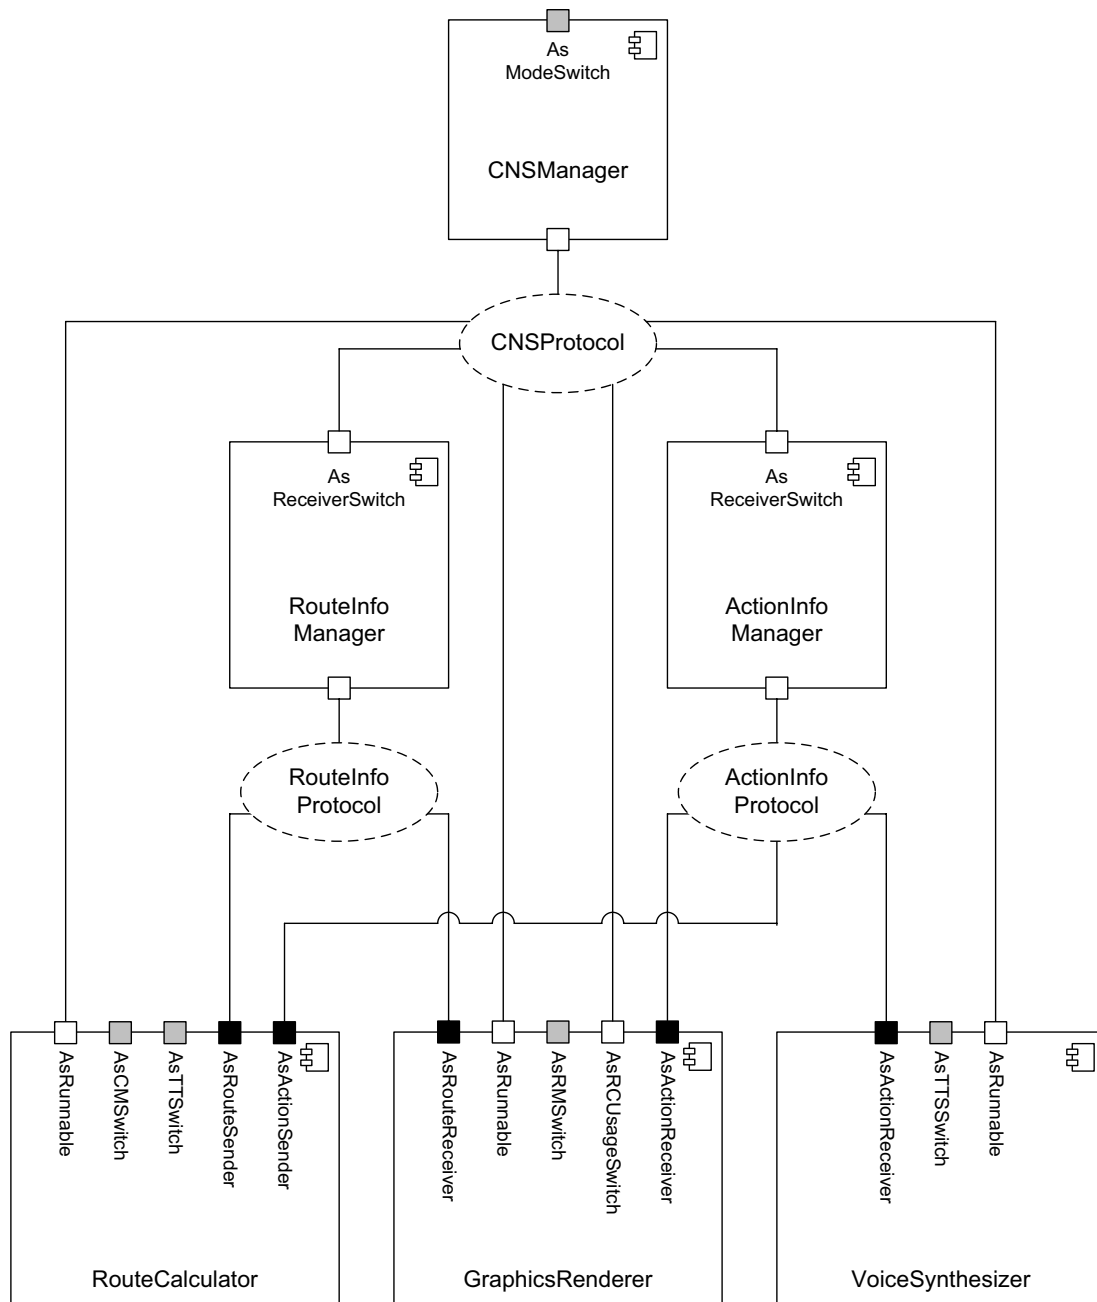 As
ModeSwitch
CNSManager
CNSProtocol
As
ReceiverSwitch
As
ReceiverSwitch
RouteInfo
Manager
ActionInfo
Manager
RouteInfo
Protocol
ActionInfo
Protocol
AsRunnable
AsCMSwitch
AsTTSwitch
AsRouteSender
AsActionSender
AsRouteReceiver
AsRunnable
AsRMSwitch
AsRCUsageSwitch
AsActionReceiver
AsActionReceiver
AsTTSSwitch
AsRunnable
RouteCalculator
GraphicsRenderer
VoiceSynthesizer